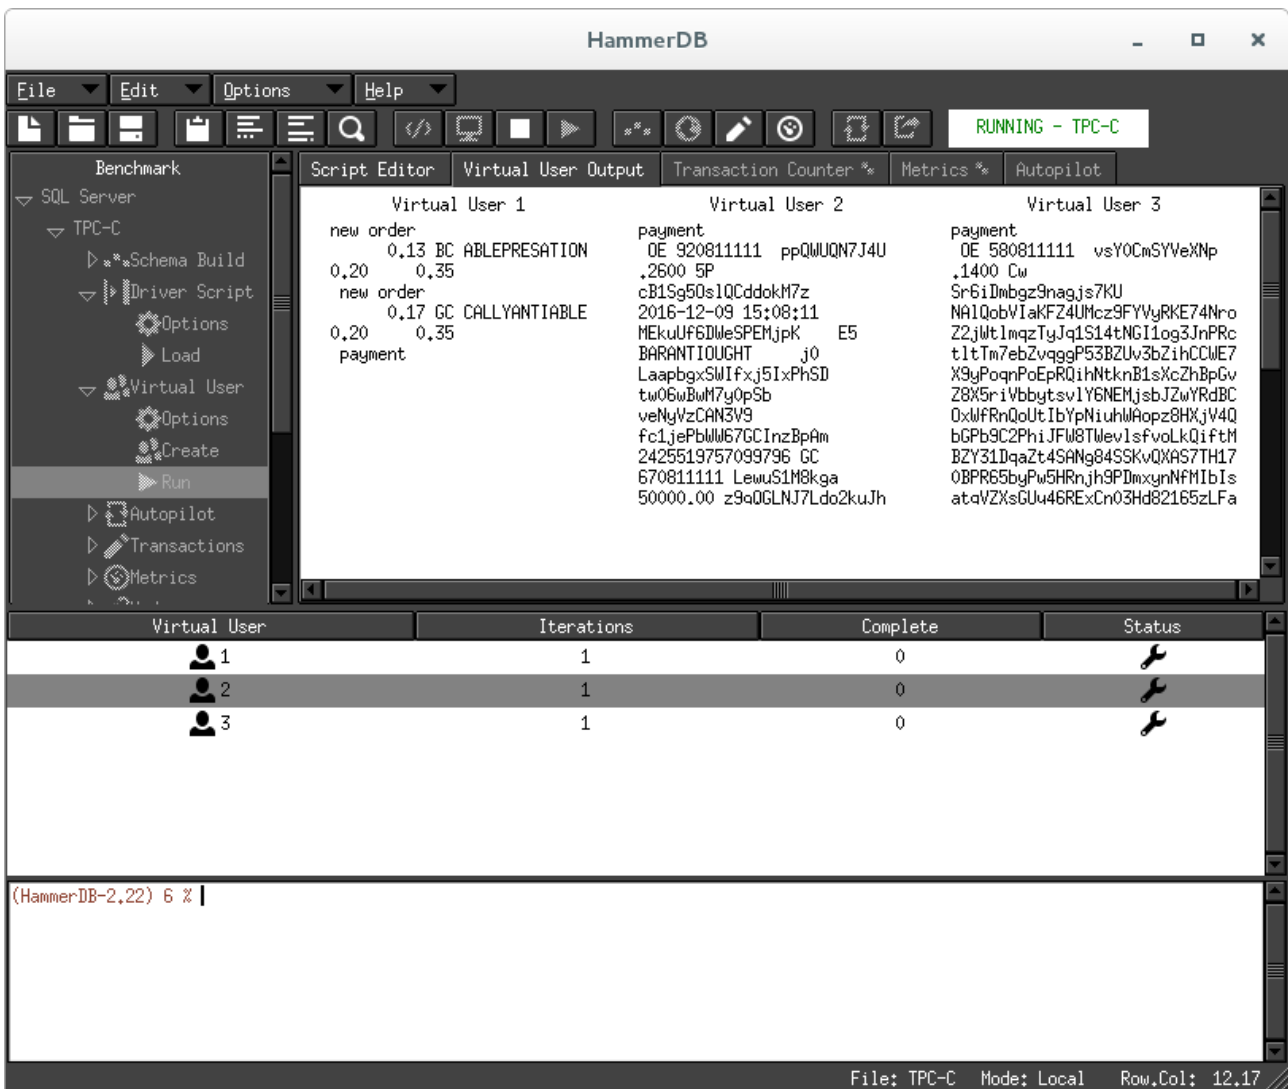 HammerDB
File Edit Options Help
RUNNING - TPC-C
Benchmark
SQL Server
TPC-C
Schema Build
Driver Script
Options
Load
Virtual User
Options
Create
Run
Autopilot
Transactions
Metrics
Script Editor Virtual User Output Transaction Counter Metrics Autopilot
Virtual User 1
new order
0.13 BC ABLEPRESATION
0.20 0.35
new order
0.17 GC CALLYANTIABLE
0.20 0.35
payment
Virtual User 2
payment
OE 920811111 ppQWUQN7J4U
.2600 5P
cB1Sg5OslQCddokM7z
2016-12-09 15:08:11
MEkuUf6DWeSPEMjpK E5
BARANTIOUGHT j0
LaapbgxSWIfxj5IxPhSD
twO6wBwM7yOpSb
veNyVzCAN3V9
fc1jePbWW67GCInzBpAm
2425519757099796 GC
670811111 LewuS1M8kga
50000.00 z9qQGLNJ7Ldo2kuJh
Virtual User 3
payment
OE 580811111 vsY0CmSYVeXNp
.1400 Cw
Sr6iDmbgz9nagjs7KU
NAlQobVIaKFZ4UMcz9FYVyRKE74Nro
Z2jWtlmqzTyJq1S14tNGI1og3JnPRc
tltTm7ebZvqggP53BZUv3bZihCCWE7
X9yPoqnPoEpRQihNtknB1sXcZhBpGv
Z8X5riVbbytsvlY6NEMjsbJZwYRdBC
OxWfRnQoUtIbYpNiuhWAopz8HXjV4Q
bGPb9C2PhiJFW8TWevlsfvoLkQiftM
BZY31DqaZt4SANg84SSKvQXAS7TH17
0BPR65byPw5HRnjh9PDmxynNfMIbIs
atqVZXsGUu46RExCn03Hd82165zLFa
Virtual User Iterations Complete Status
1 1 0
2 1 0
3 1 0
(HammerDB-2.22) 6 %
File: TPC-C Mode: Local Row.Col: 12.17